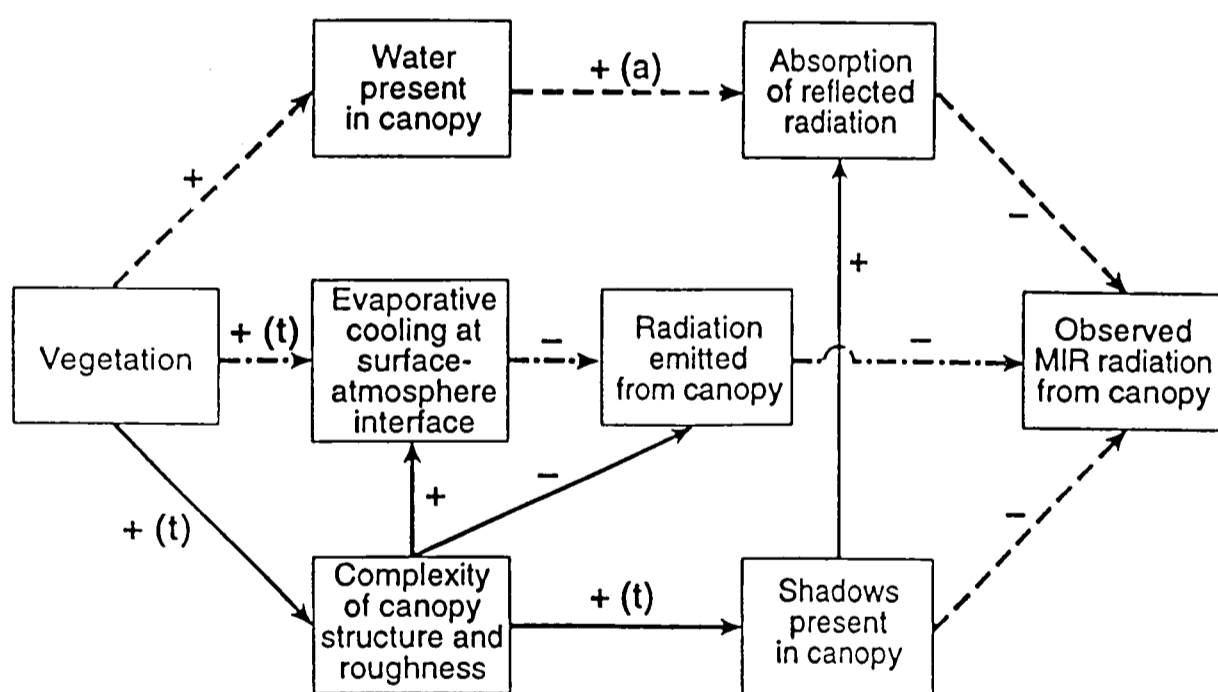 Water
present
in canopy
+ (a)
Absorption
of reflected
radiation
+
−
Vegetation
+ (t)
Evaporative
cooling at
surface-
atmosphere
interface
−
Radiation
emitted
from canopy
+
−
Observed
MIR radiation
from canopy
+ (t)
+
−
−
Complexity
of canopy
structure and
roughness
+ (t)
Shadows
present
in canopy